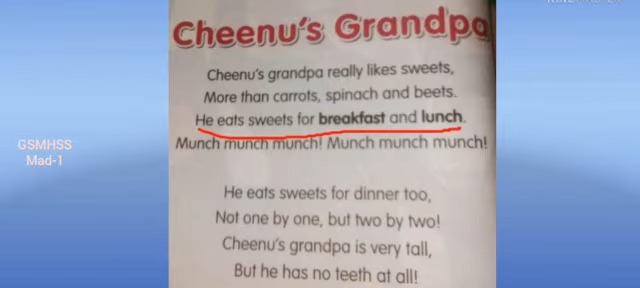 Cheenu's Grandpa
Cheenu's grandpa really likes sweets,
More than carrots, spinach and beets.
He eats sweets for breakfast and lunch.
Munch munch munch! Munch munch munch!
He eats sweets for dinner too,
Not one by one, but two by two!
Cheenu's grandpa is very tall,
But he has no teeth at all!
GSMHSS
Mad-1